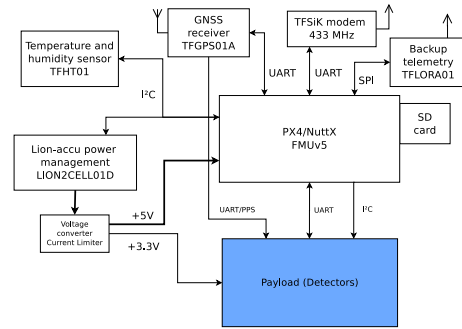 GNSS
receiver
TFGPS01A
TFSiK modem
433 MHz
Temperature and
humidity sensor
TFHT01
Backup
telemetry
TFLORA01
UART
UART
SPI
I²C
PX4/NuttX
FMUv5
SD
card
Lion-accu power
management
LION2CELL01D
Voltage
converter
Current Limiter
+5V
+3.3V
UART/PPS
UART
I²C
Payload (Detectors)